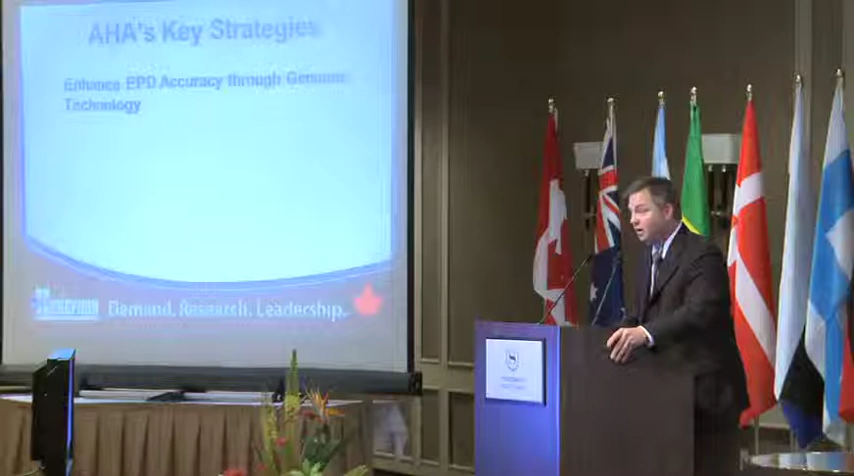 AHA's Key Strategies
Enhance EPD Accuracy through Genomic
Technology
Demand. Research. Leadership.